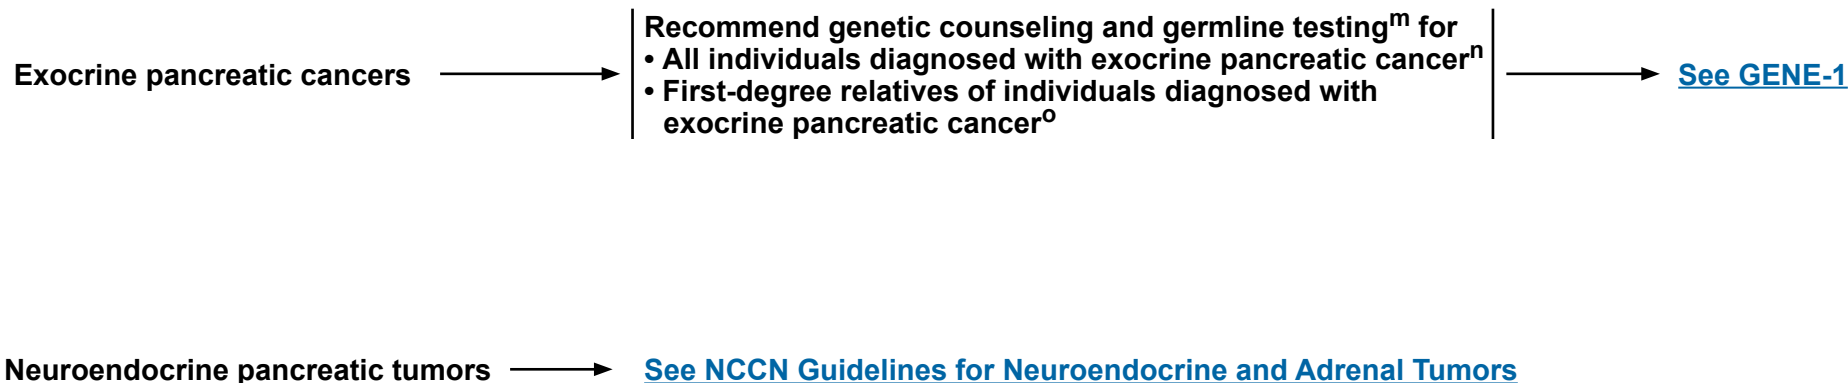 Exocrine pancreatic cancers
Recommend genetic counseling and germline testingᵐ for
• All individuals diagnosed with exocrine pancreatic cancerⁿ
• First-degree relatives of individuals diagnosed with
exocrine pancreatic cancerᵒ
See GENE-1
Neuroendocrine pancreatic tumors
See NCCN Guidelines for Neuroendocrine and Adrenal Tumors